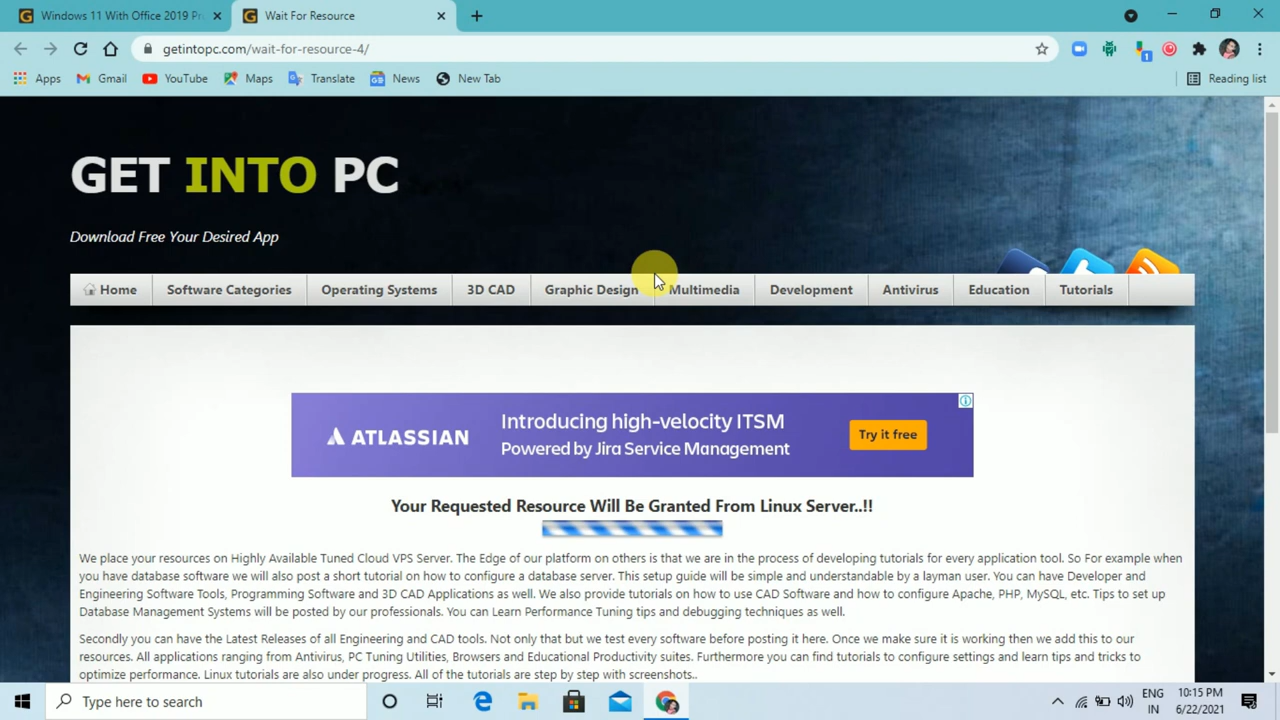 Windows 11 With Office 2019 Pr
Wait For Resource
getintopc.com/wait-for-resource-4/
Apps
Gmail
YouTube
Maps
Translate
News
New Tab
Reading list
GET INTO PC
Download Free Your Desired App
Home
Software Categories
Operating Systems
3D CAD
Graphic Design
Multimedia
Development
Antivirus
Education
Tutorials
ATLASSIAN
Introducing high-velocity ITSM
Powered by Jira Service Management
Try it free
Your Requested Resource Will Be Granted From Linux Server..!!
We place your resources on Highly Available Tuned Cloud VPS Server. The Edge of our platform on others is that we are in the process of developing tutorials for every application tool. So For example when
you have database software we will also post a short tutorial on how to configure a database server. This setup guide will be simple and understandable by a layman user. You can have Developer and
Engineering Software Tools, Programming Software and 3D CAD Applications as well. We also provide tutorials on how to use CAD Software and how to configure Apache, PHP, MySQL, etc. Tips to set up
Database Management Systems will be posted by our professionals. You can Learn Performance Tuning tips and debugging techniques as well.
Secondly you can have the Latest Releases of all Engineering and CAD tools. Not only that but we test every software before posting it here. Once we make sure it is working then we add this to our
resources. All applications ranging from Antivirus, PC Tuning Utilities, Browsers and Educational Productivity suites. Furthermore you can find tutorials to configure settings and learn tips and tricks to
optimize performance. Linux tutorials are also under progress. All of the tutorials are step by step with screenshots..
Type here to search
ENG
IN
10:15 PM
6/22/2021
1